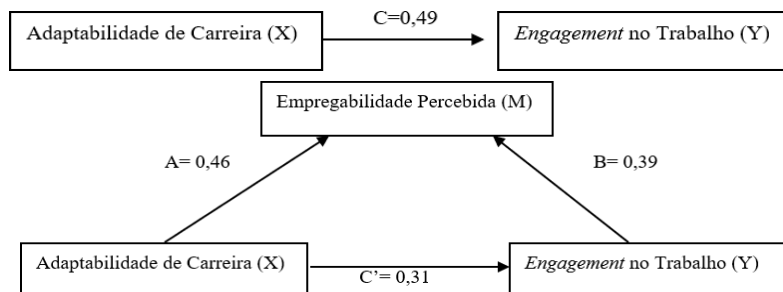 C=0,49
Adaptabilidade de Carreira (X)
Engagement no Trabalho (Y)
Empregabilidade Percebida (M)
A= 0,46
B= 0,39
Adaptabilidade de Carreira (X)
Engagement no Trabalho (Y)
C’= 0,31